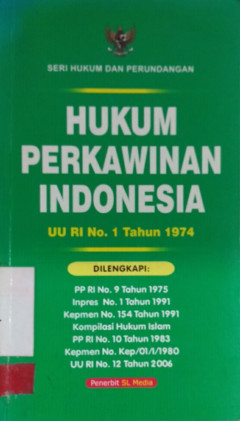 SERI HUKUM DAN PERUNDANGAN
HUKUM
PERKAWINAN
INDONESIA
UU RI No. 1 Tahun 1974
DILENGKAPI:
PP RI No. 9 Tahun 1975
Inpres No. 1 Tahun 1991
Kepmen No. 154 Tahun 1991
Kompilasi Hukum Islam
PP RI No. 10 Tahun 1983
Kepmen No. Kep/01/I/1980
UU RI No. 12 Tahun 2006
Penerbit SL Media